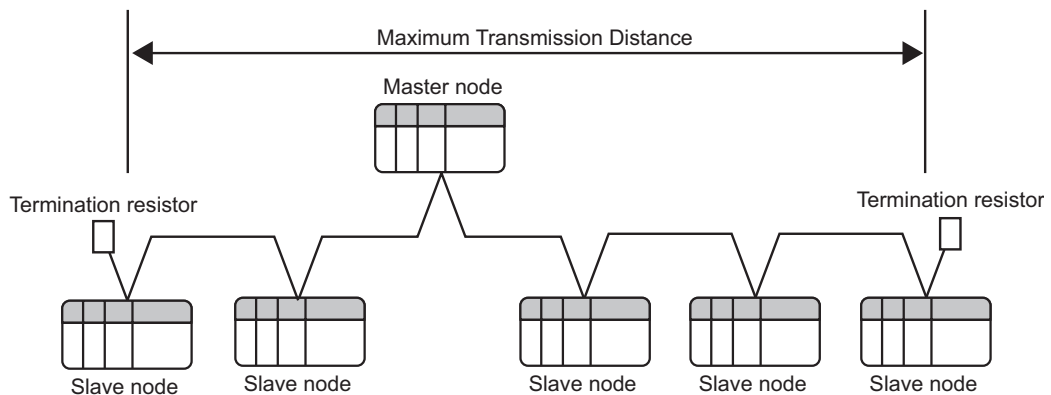 Maximum Transmission Distance
Master node
Termination resistor
Termination resistor
Slave node
Slave node
Slave node
Slave node
Slave node